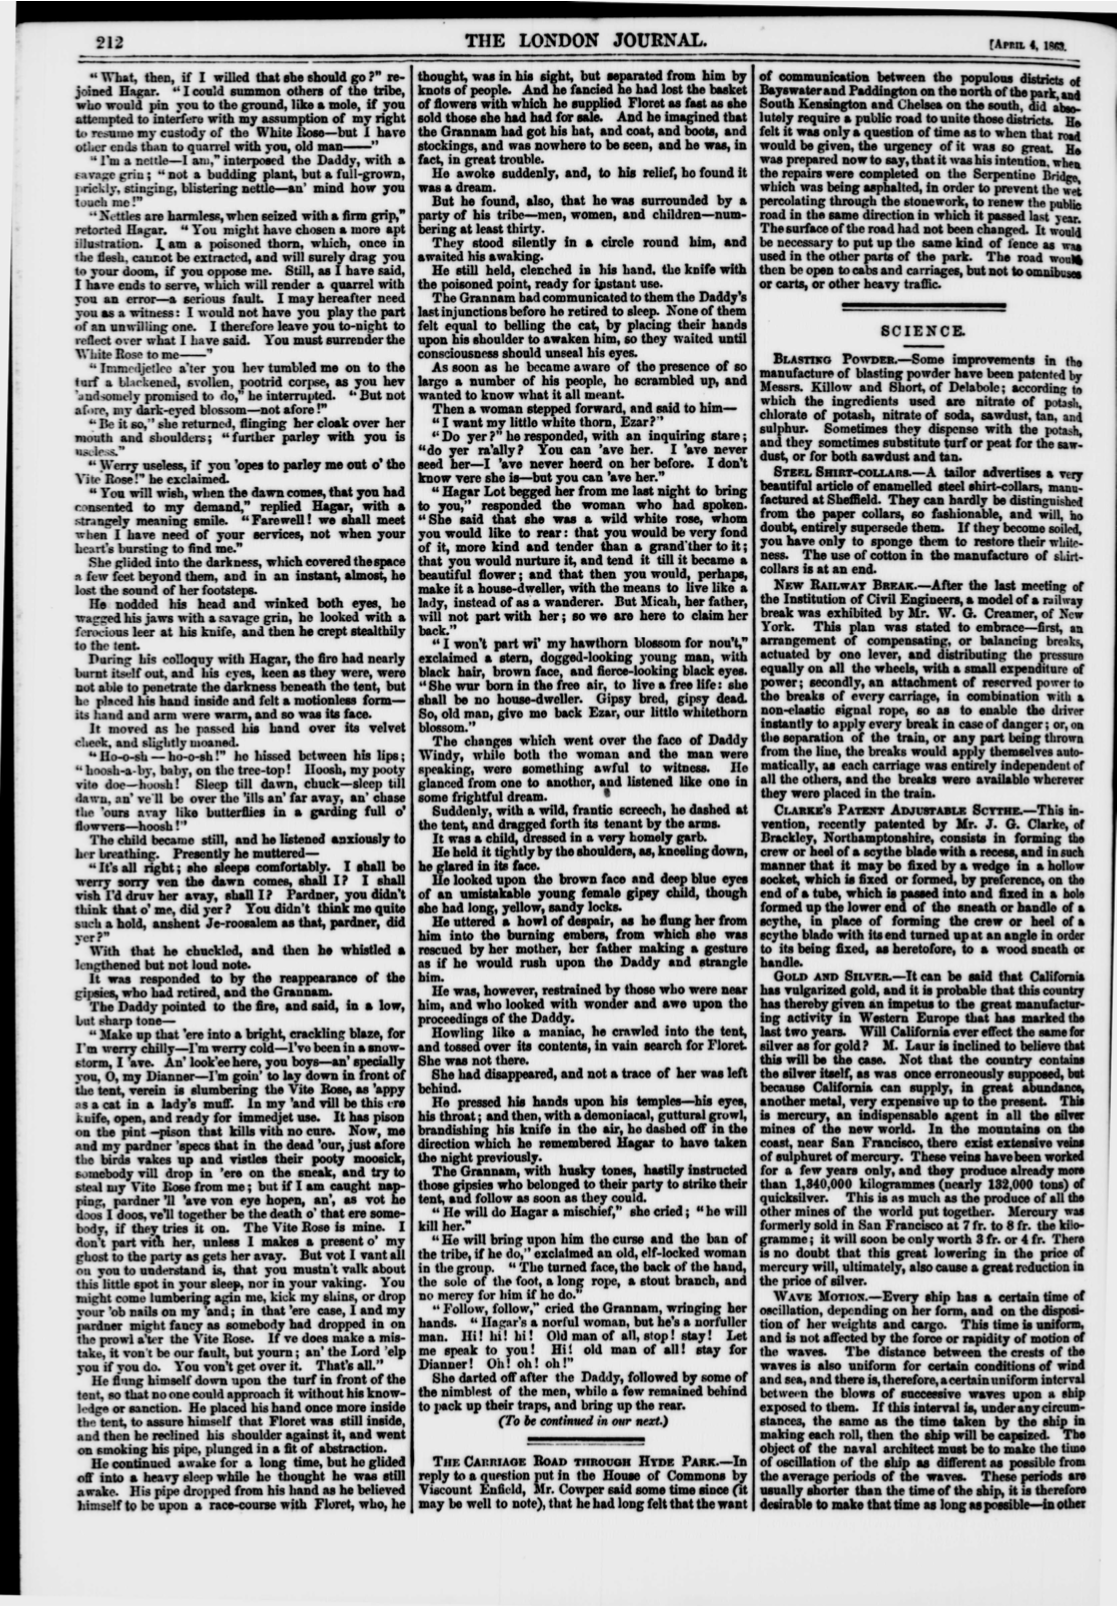 212
THE LONDON JOURNAL.
[APRIL 4, 1863.
"What, then, if I willed that she should go?" re-
joined Hagar. "I could summon others of the tribe,
who would pin you to the ground, like a mole, if you
attempted to interfere with my assumption of my right
to resume my custody of the White Rose—but I have
other ends than to quarrel with you, old man——"
"I'm a nettle—I am," interposed the Daddy, with a
savage grin; "not a budding plant, but a full-grown,
prickly, stinging, blistering nettle—an' mind how you
touch me!"
"Nettles are harmless, when seized with a firm grip,"
retorted Hagar. "You might have chosen a more apt
illustration. I am a poisoned thorn, which, once in
the flesh, cannot be extracted, and will surely drag you
to your doom, if you oppose me. Still, as I have said,
I have ends to serve, which will render a quarrel with
you an error—a serious fault. I may hereafter need
you as a witness: I would not have you play the part
of an unwilling one. I therefore leave you to-night to
reflect over what I have said. You must surrender the
White Rose to me——"
"Immedjetlee a'ter you hev tumbled me on to the
turf a blackened, svollen, pootrid corpse, as you hev
'andsomely promised to do," he interrupted. "But not
afore, my dark-eyed blossom—not afore!"
"Be it so," she returned, flinging her cloak over her
mouth and shoulders; "further parley with you is
useless."
"Werry useless, if you 'opes to parley me out o' the
Vite Rose!" he exclaimed.
"You will wish, when the dawn comes, that you had
consented to my demand," replied Hagar, with a
strangely meaning smile. "Farewell! we shall meet
when I have need of your services, not when your
heart's bursting to find me."
She glided into the darkness, which covered the space
a few feet beyond them, and in an instant, almost, he
lost the sound of her footsteps.
He nodded his head and winked both eyes, he
wagged his jaws with a savage grin, he looked with a
ferocious leer at his knife, and then he crept stealthily
to the tent.
During his colloquy with Hagar, the fire had nearly
burnt itself out, and his eyes, keen as they were, were
not able to penetrate the darkness beneath the tent, but
he placed his hand inside and felt a motionless form—
its hand and arm were warm, and so was its face.
It moved as he passed his hand over its velvet
cheek, and slightly moaned.
"Ho-o-sh—ho-o-sh!" he hissed between his lips;
"hoosh-a-by, baby, on the tree-top! Hoosh, my pooty
vite doe—hoosh! Sleep till dawn, chuck—sleep till
dawn, an' ve'll be over the 'ills an' far avay, an' chase
the 'ours avay like butterflies in a garding full o'
flowvers—hoosh!"
The child became still, and he listened anxiously to
her breathing. Presently he muttered—
"It's all right; she sleeps comfortably. I shall be
werry sorry ven the dawn comes, shall I? I shall
vish I'd druv her avay, shall I? Pardner, you didn't
think that o' me, did yer? You didn't think me quite
such a hold, anshent Je-roosalem as that, pardner, did
yer?"
With that he chuckled, and then he whistled a
lengthened but not loud note.
It was responded to by the reappearance of the
gipsies, who had retired, and the Grannam.
The Daddy pointed to the fire, and said, in a low,
but sharp tone—
"Make up that 'ere into a bright, crackling blaze, for
I'm werry chilly—I'm werry cold—I've been in a snow-
storm, I 'ave. An' look'ee here, you boys—an' specially
you, O, my Dianner—I'm goin' to lay down in front of
the tent, verein is slumbering the Vite Rose, as 'appy
as a cat in a lady's muff. In my 'and vill be this ere
knife, open, and ready for immedjet use. It has pison
on the pint—pison that kills vith no cure. Now, me
and my pardner specs that in the dead 'our, just afore
the birds vakes up and vistles their pooty moosick,
somebody vill drop in 'ere on the sneak, and try to
steal my Vite Rose from me; but if I am caught nap-
ping, pardner 'll 'ave von eye hopen, an', as vot he
does I does, ve'll together be the death o' that ere some-
body, if they tries it on. The Vite Rose is mine. I
don't part vith her, unless I makes a present o' my
ghost to the party as gets her avay. But vot I vant all
on you to understand is, that you mustn't valk about
this little spot in your sleep, nor in your vaking. You
might come lumbering agin me, kick my shins, or drop
your 'ob nails on my 'and; in that 'ere case, I and my
pardner might fancy as somebody had dropped in on
the prowl a'ter the Vite Rose. If ve does make a mis-
take, it von't be our fault, but yourn; an' the Lord 'elp
you if you do. You von't get over it. That's all."
He flung himself down upon the turf in front of the
tent, so that no one could approach it without his know-
ledge or sanction. He placed his hand once more inside
the tent, to assure himself that Floret was still inside,
and then he reclined his shoulder against it, and went
on smoking his pipe, plunged in a fit of abstraction.
He continued awake for a long time, but he glided
off into a heavy sleep while he thought he was still
awake. His pipe dropped from his hand as he believed
himself to be upon a race-course with Floret, who, he
thought, was in his sight, but separated from him by
knots of people. And he fancied he had lost the basket
of flowers with which he supplied Floret as fast as she
sold those she had had for sale. And he imagined that
the Grannam had got his hat, and coat, and boots, and
stockings, and was nowhere to be seen, and he was, in
fact, in great trouble.
He awoke suddenly, and, to his relief, he found it
was a dream.
But he found, also, that he was surrounded by a
party of his tribe—men, women, and children—num-
bering at least thirty.
They stood silently in a circle round him, and
awaited his awaking.
He still held, clenched in his hand, the knife with
the poisoned point, ready for instant use.
The Grannam had communicated to them the Daddy's
last injunctions before he retired to sleep. None of them
felt equal to belling the cat, by placing their hands
upon his shoulder to awaken him, so they waited until
consciousness should unseal his eyes.
As soon as he became aware of the presence of so
large a number of his people, he scrambled up, and
wanted to know what it all meant.
Then a woman stepped forward, and said to him—
"I want my little white thorn, Ezar?"
"Do yer?" he responded, with an inquiring stare;
"do yer ra'ally? You can 'ave her. I 'ave never
seed her—I 'ave never heerd on her before. I don't
know vere she is—but you can 'ave her."
"Hagar Lot begged her from me last night to bring
to you," responded the woman who had spoken.
"She said that she was a wild white rose, whom
you would like to rear: that you would be very fond
of it, more kind and tender than a grand'ther to it;
that you would nurture it, and tend it till it became a
beautiful flower; and that then you would, perhaps,
make it a house-dweller, with the means to live like a
lady, instead of as a wanderer. But Micah, her father,
will not part with her; so we are here to claim her
back."
"I won't part wi' my hawthorn blossom for nou't,"
exclaimed a stern, dogged-looking young man, with
black hair, brown face, and fierce-looking black eyes.
"She wur born in the free air, to live a free life: she
shall be no house-dweller. Gipsy bred, gipsy dead.
So, old man, give me back Ezar, our little whitethorn
blossom."
The changes which went over the face of Daddy
Windy, while both the woman and the man were
speaking, were something awful to witness. He
glanced from one to another, and listened like one in
some frightful dream.
Suddenly, with a wild, frantic screech, he dashed at
the tent, and dragged forth its tenant by the arms.
It was a child, dressed in a very homely garb.
He held it tightly by the shoulders, as, kneeling down,
he glared in its face.
He looked upon the brown face and deep blue eyes
of an unmistakable young female gipsy child, though
she had long, yellow, sandy locks.
He uttered a howl of despair, as he flung her from
him into the burning embers, from which she was
rescued by her mother, her father making a gesture
as if he would rush upon the Daddy and strangle
him.
He was, however, restrained by those who were near
him, and who looked with wonder and awe upon the
proceedings of the Daddy.
Howling like a maniac, he crawled into the tent,
and tossed over its contents, in vain search for Floret.
She was not there.
She had disappeared, and not a trace of her was left
behind.
He pressed his hands upon his temples—his eyes,
his throat; and then, with a demoniacal, guttural growl,
brandishing his knife in the air, he dashed off in the
direction which he remembered Hagar to have taken
the night previously.
The Grannam, with husky tones, hastily instructed
those gipsies who belonged to their party to strike their
tent, and follow as soon as they could.
"He will do Hagar a mischief," she cried; "he will
kill her."
"He will bring upon him the curse and the ban of
the tribe, if he do," exclaimed an old, elf-locked woman
in the group. "The turned face, the back of the hand,
the sole of the foot, a long rope, a stout branch, and
no mercy for him if he do."
"Follow, follow," cried the Grannam, wringing her
hands. "Hagar's a norful woman, but he's a norfuller
man. Hi! hi! hi! Old man of all, stop! stay! Let
me speak to you! Hi! old man of all! stay for
Dianner! Oh! oh! oh!"
She darted off after the Daddy, followed by some of
the nimblest of the men, while a few remained behind
to pack up their traps, and bring up the rear.
(To be continued in our next.)
THE CARRIAGE ROAD THROUGH HYDE PARK.—In
reply to a question put in the House of Commons by
Viscount Enfield, Mr. Cowper said some time since (it
may be well to note), that he had long felt that the want
of communication between the populous districts of
Bayswater and Paddington on the north of the park, and
South Kensington and Chelsea on the south, did abso-
lutely require a public road to unite those districts. He
felt it was only a question of time as to when that road
would be given, the urgency of it was so great. He
was prepared now to say, that it was his intention, when
the repairs were completed on the Serpentine Bridge,
which was being asphalted, in order to prevent the wet
percolating through the stonework, to renew the public
road in the same direction in which it passed last year.
The surface of the road had not been changed. It would
be necessary to put up the same kind of fence as was
used in the other parts of the park. The road would
then be open to cabs and carriages, but not to omnibuses
or carts, or other heavy traffic.
SCIENCE.
BLASTING POWDER.—Some improvements in the
manufacture of blasting powder have been patented by
Messrs. Killow and Short, of Delabole; according to
which the ingredients used are nitrate of potash,
chlorate of potash, nitrate of soda, sawdust, tan, and
sulphur. Sometimes they dispense with the potash,
and they sometimes substitute turf or peat for the saw-
dust, or for both sawdust and tan.
STEEL SHIRT-COLLARS.—A tailor advertises a very
beautiful article of enamelled steel shirt-collars, manu-
factured at Sheffield. They can hardly be distinguished
from the paper collars, so fashionable, and will, no
doubt, entirely supersede them. If they become soiled,
you have only to sponge them to restore their white-
ness. The use of cotton in the manufacture of shirt-
collars is at an end.
NEW RAILWAY BREAK.—After the last meeting of
the Institution of Civil Engineers, a model of a railway
break was exhibited by Mr. W. G. Creamer, of New
York. This plan was stated to embrace—first, an
arrangement of compensating, or balancing breaks,
actuated by one lever, and distributing the pressure
equally on all the wheels, with a small expenditure of
power; secondly, an attachment of reserved power to
the breaks of every carriage, in combination with a
non-elastic signal rope, so as to enable the driver
instantly to apply every break in case of danger; or, on
the separation of the train, or any part being thrown
from the line, the breaks would apply themselves auto-
matically, as each carriage was entirely independent of
all the others, and the breaks were available wherever
they were placed in the train.
CLARKE'S PATENT ADJUSTABLE SCYTHE.—This in-
vention, recently patented by Mr. J. G. Clarke, of
Brackley, Northamptonshire, consists in forming the
crew or heel of a scythe blade with a recess, and in such
manner that it may be fixed by a wedge in a hollow
socket, which is fixed or formed, by preference, on the
end of a tube, which is passed into and fixed in a hole
formed up the lower end of the sneath or handle of a
scythe, in place of forming the crew or heel of a
scythe blade with its end turned up at an angle in order
to its being fixed, as heretofore, to a wood sneath or
handle.
GOLD AND SILVER.—It can be said that California
has vulgarized gold, and it is probable that this country
has thereby given an impetus to the great manufactur-
ing activity in Western Europe that has marked the
last two years. Will California ever effect the same for
silver as for gold? M. Laur is inclined to believe that
this will be the case. Not that the country contains
the silver itself, as was once erroneously supposed, but
because California can supply, in great abundance,
another metal, very expensive up to the present. This
is mercury, an indispensable agent in all the silver
mines of the new world. In the mountains on the
coast, near San Francisco, there exist extensive veins
of sulphuret of mercury. These veins have been worked
for a few years only, and they produce already more
than 1,340,000 kilogrammes (nearly 132,000 tons) of
quicksilver. This is as much as the produce of all the
other mines of the world put together. Mercury was
formerly sold in San Francisco at 7 fr. to 8 fr. the kilo-
gramme; it will soon be only worth 3 fr. or 4 fr. There
is no doubt that this great lowering in the price of
mercury will, ultimately, also cause a great reduction in
the price of silver.
WAVE MOTION.—Every ship has a certain time of
oscillation, depending on her form, and on the disposi-
tion of her weights and cargo. This time is uniform,
and is not affected by the force or rapidity of motion of
the waves. The distance between the crests of the
waves is also uniform for certain conditions of wind
and sea, and there is, therefore, a certain uniform interval
between the blows of successive waves upon a ship
exposed to them. If this interval is, under any circum-
stances, the same as the time taken by the ship in
making each roll, then the ship will be capsized. The
object of the naval architect must be to make the time
of oscillation of the ship as different as possible from
the average periods of the waves. These periods are
usually shorter than the time of the ship, it is therefore
desirable to make that time as long as possible—in other